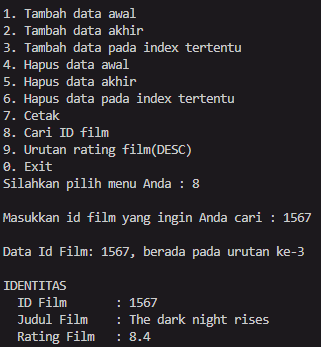 1. Tambah data awal
2. Tambah data akhir
3. Tambah data pada index tertentu
4. Hapus data awal
5. Hapus data akhir
6. Hapus data pada index tertentu
7. Cetak
8. Cari ID film
9. Urutan rating film(DESC)
0. Exit
Silahkan pilih menu Anda : 8
Masukkan id film yang ingin Anda cari : 1567
Data Id Film: 1567, berada pada urutan ke-3
IDENTITAS
ID Film : 1567
Judul Film : The dark night rises
Rating Film : 8.4